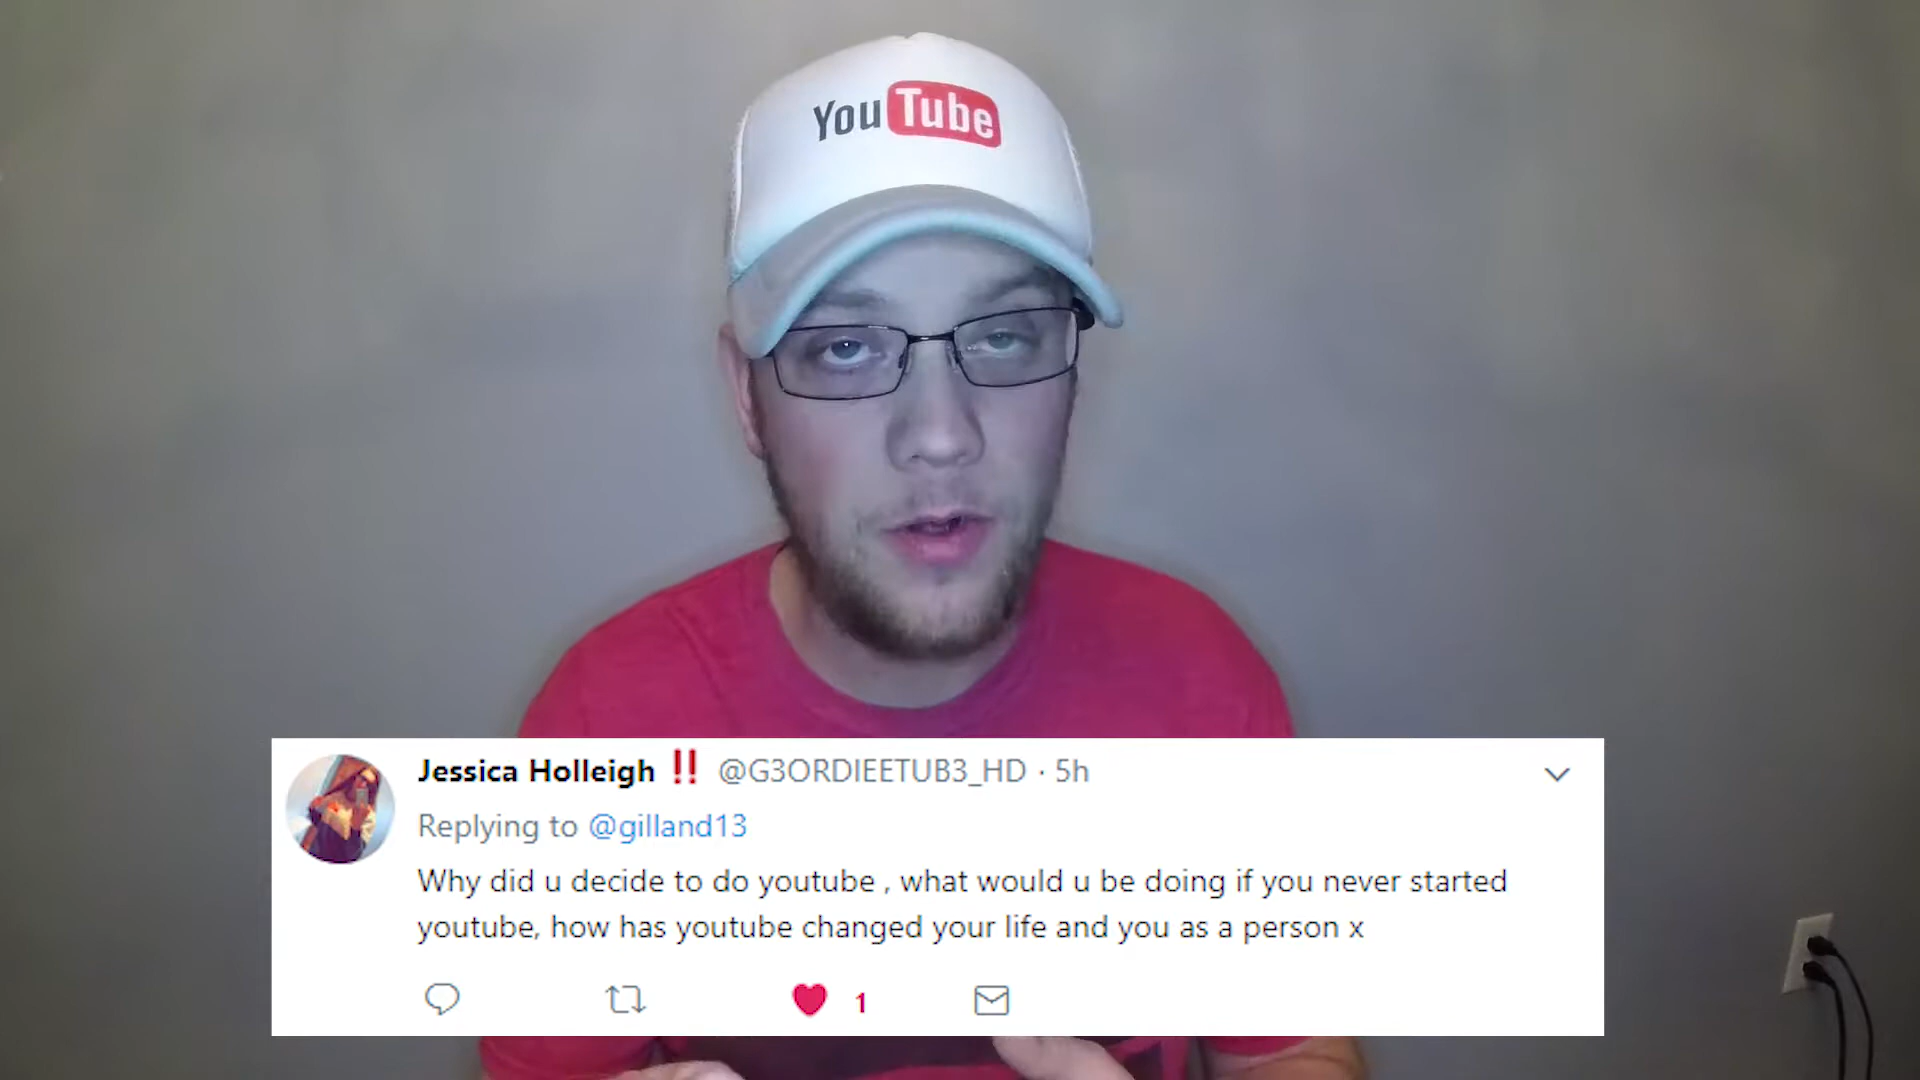 YouTube
Jessica Holleigh ‼ @G3ORDIEETUB3_HD · 5h
Replying to @gilland13
Why did u decide to do youtube , what would u be doing if you never started
youtube, how has youtube changed your life and you as a person x
1